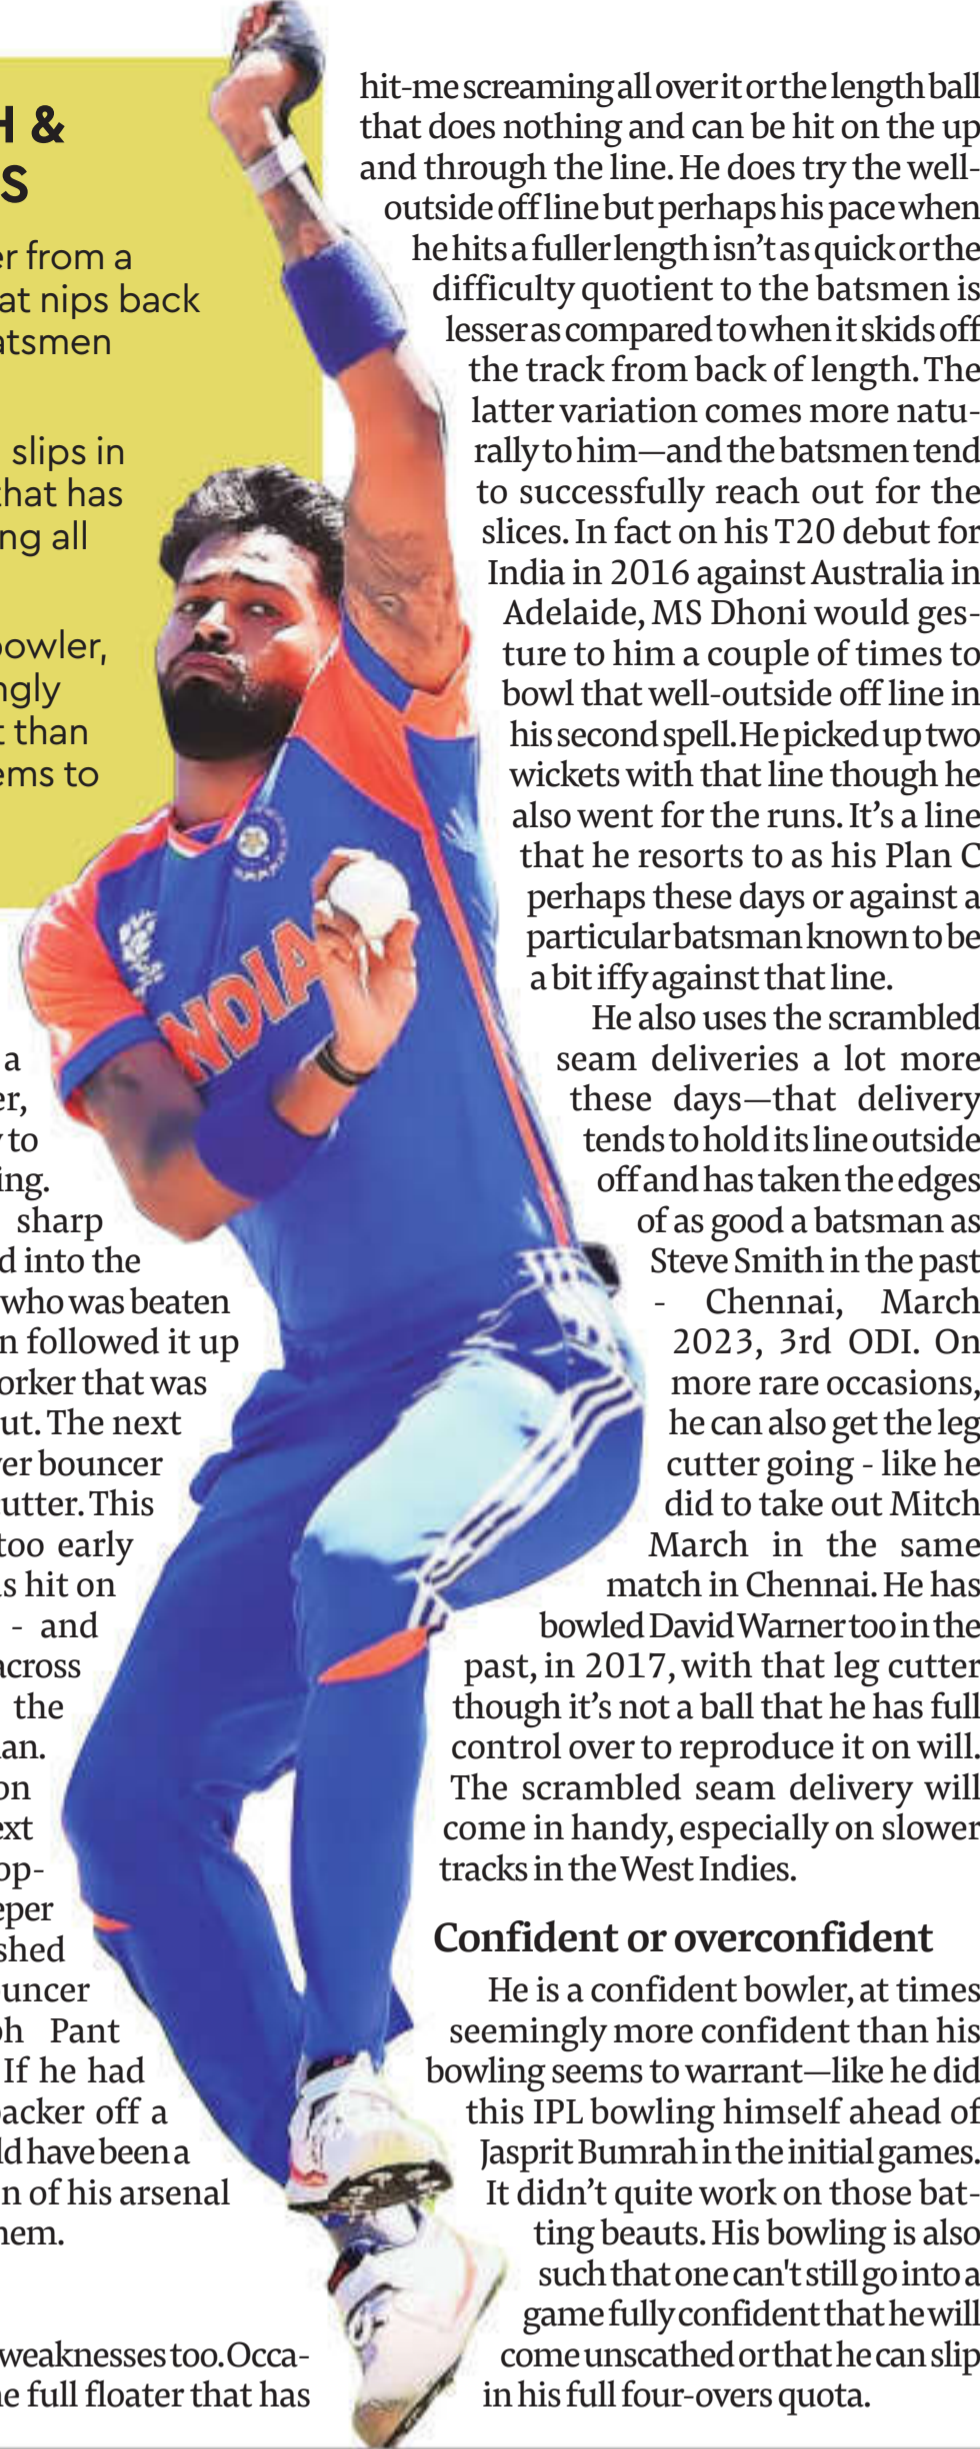 H &
S
er from a
at nips back
atsmen
slips in
that has
ng all
bowler,
ngly
t than
ems to
a
er,
y to
ing.
sharp
d into the
who was beaten
n followed it up
orker that was
ut. The next
er bouncer
utter. This
too early
is hit on
- and
across
the
an.
on
ext
op-
eper
shed
uncer
oh Pant
If he had
acker off a
ld have been a
n of his arsenal
hem.
weaknesses too. Occa-
he full floater that has
INDIA
hit-me screaming all over it or the length ball
that does nothing and can be hit on the up
and through the line. He does try the well-
outside off line but perhaps his pace when
he hits a fuller length isn't as quick or the
difficulty quotient to the batsmen is
lesser as compared to when it skids off
the track from back of length. The
latter variation comes more natu-
rally to him—and the batsmen tend
to successfully reach out for the
slices. In fact on his T20 debut for
India in 2016 against Australia in
Adelaide, MS Dhoni would ges-
ture to him a couple of times to
bowl that well-outside off line in
his second spell. He picked up two
wickets with that line though he
also went for the runs. It's a line
that he resorts to as his Plan C
perhaps these days or against a
particular batsman known to be
a bit iffy against that line.
He also uses the scrambled
seam deliveries a lot more
these days—that delivery
tends to hold its line outside
off and has taken the edges
of as good a batsman as
Steve Smith in the past
- Chennai, March
2023, 3rd ODI. On
more rare occasions,
he can also get the leg
cutter going - like he
did to take out Mitch
March in the same
match in Chennai. He has
bowled David Warner too in the
past, in 2017, with that leg cutter
though it's not a ball that he has full
control over to reproduce it on will.
The scrambled seam delivery will
come in handy, especially on slower
tracks in the West Indies.
Confident or overconfident
He is a confident bowler, at times
seemingly more confident than his
bowling seems to warrant—like he did
this IPL bowling himself ahead of
Jasprit Bumrah in the initial games.
It didn't quite work on those bat-
ting beauts. His bowling is also
such that one can't still go into a
game fully confident that he will
come unscathed or that he can slip
in his full four-overs quota.